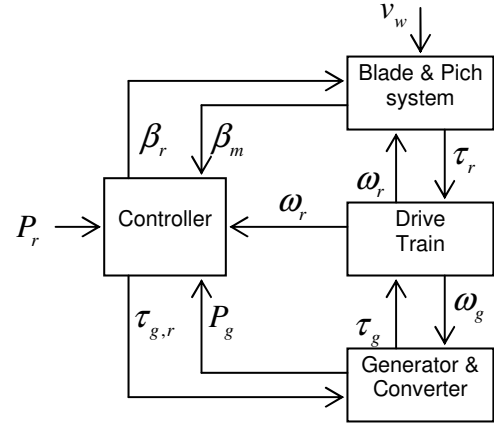 v_w
Blade & Pich
system
β_r
β_m
ω_r
τ_r
P_r
Controller
ω_r
Drive
Train
τ_{g,r}
P_g
τ_g
ω_g
Generator &
Converter